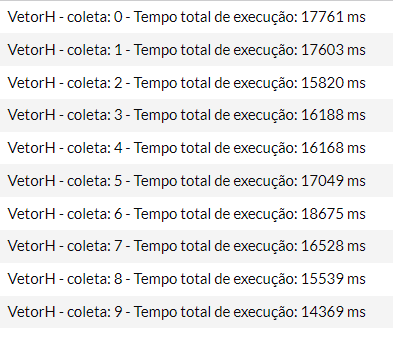 VetorH - coleta: 0 - Tempo total de execução: 17761 ms
VetorH - coleta: 1 - Tempo total de execução: 17603 ms
VetorH - coleta: 2 - Tempo total de execução: 15820 ms
VetorH - coleta: 3 - Tempo total de execução: 16188 ms
VetorH - coleta: 4 - Tempo total de execução: 16168 ms
VetorH - coleta: 5 - Tempo total de execução: 17049 ms
VetorH - coleta: 6 - Tempo total de execução: 18675 ms
VetorH - coleta: 7 - Tempo total de execução: 16528 ms
VetorH - coleta: 8 - Tempo total de execução: 15539 ms
VetorH - coleta: 9 - Tempo total de execução: 14369 ms